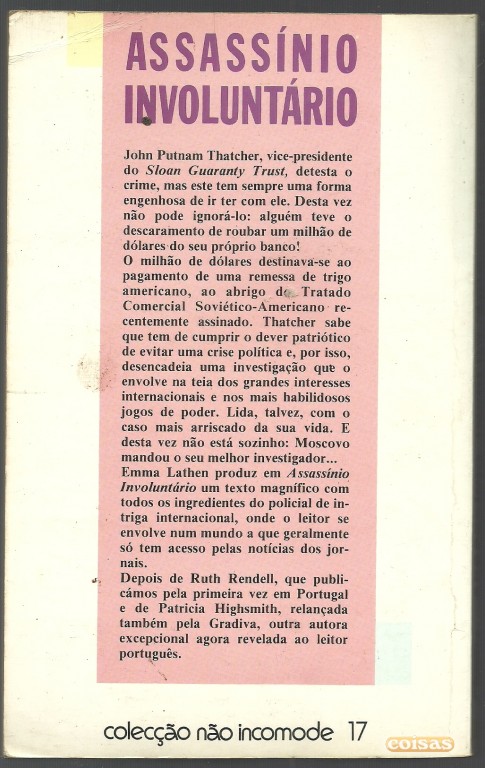 ASSASSÍNIO
INVOLUNTÁRIO
John Putnam Thatcher, vice-presidente
do Sloan Guaranty Trust, detesta o
crime, mas este tem sempre uma forma
engenhosa de ir ter com ele. Desta vez
não pode ignorá-lo: alguém teve o
descaramento de roubar um milhão de
dólares do seu próprio banco!
O milhão de dólares destinava-se ao
pagamento de uma remessa de trigo
americano, ao abrigo do Tratado
Comercial Soviético-Americano re-
centemente assinado. Thatcher sabe
que tem de cumprir o dever patriótico
de evitar uma crise política e, por isso,
desencadeia uma investigação que o
envolve na teia dos grandes interesses
internacionais e nos mais habilidosos
jogos de poder. Lida, talvez, com o
caso mais arriscado da sua vida. E
desta vez não está sozinho: Moscovo
mandou o seu melhor investigador...
Emma Lathen produz em Assassínio
Involuntário um texto magnífico com
todos os ingredientes do policial de in-
triga internacional, onde o leitor se
envolve num mundo a que geralmente
só tem acesso pelas notícias dos jor-
nais.
Depois de Ruth Rendell, que publi-
cámos pela primeira vez em Portugal
e de Patricia Highsmith, relançada
também pela Gradiva, outra autora
excepcional agora revelada ao leitor
português.
colecção não incomode 17
coisas